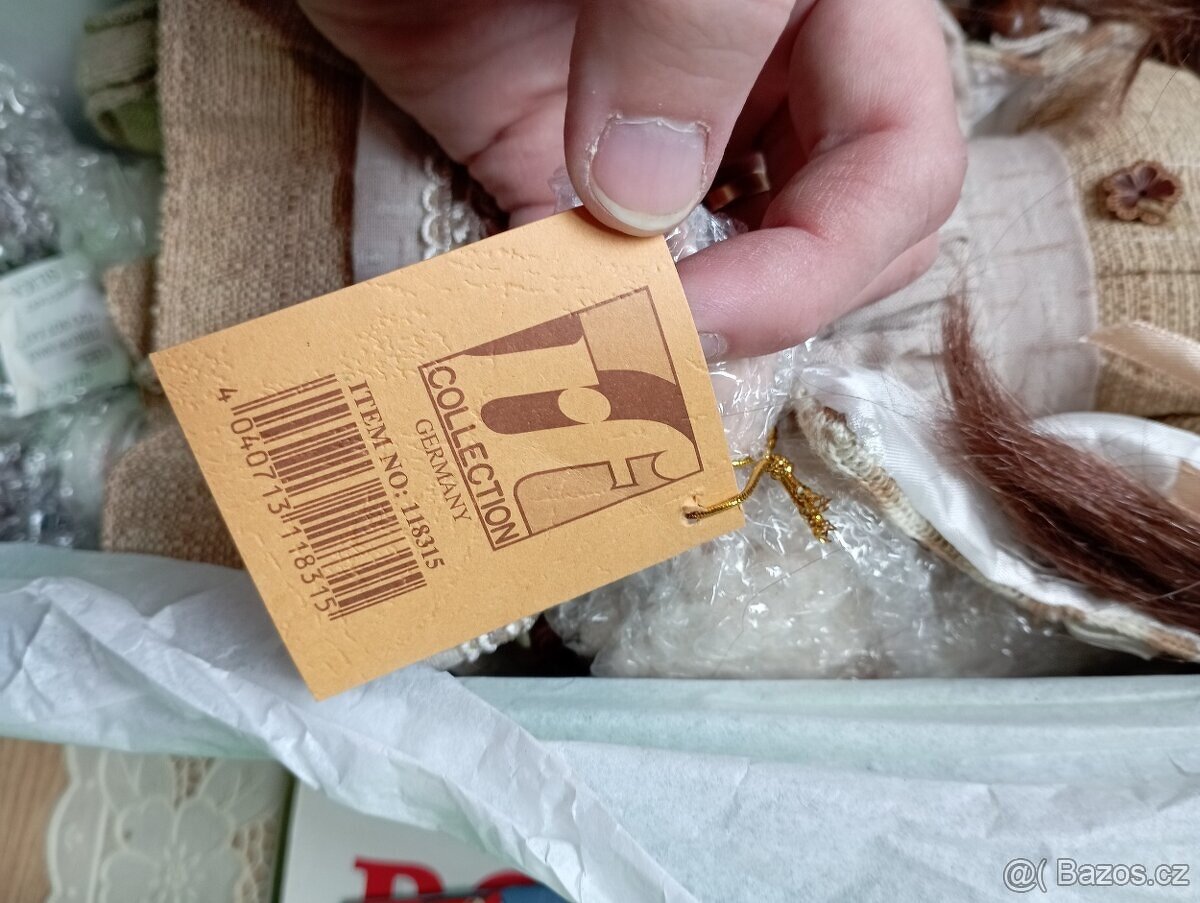 COLLECTION
GERMANY
ITEM NO: 118315
4 040713 118315
@( Bazos.cz